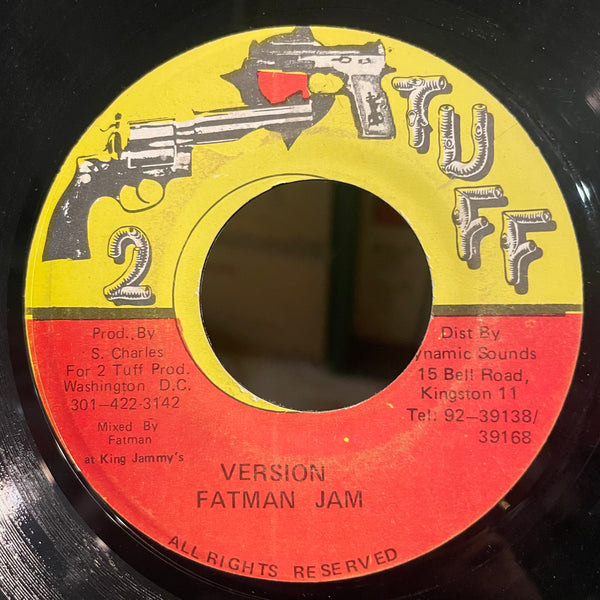 2 TUFF
Prod. By
S. Charles
For 2 Tuff Prod.
Washington D.C.
301-422-3142
Mixed By
Fatman
at King Jammy's
Dist By
ynamic Sounds
15 Bell Road,
Kingston 11
Tel: 92-39138/
39168
VERSION
FATMAN JAM
ALL RIGHTS RESERVED